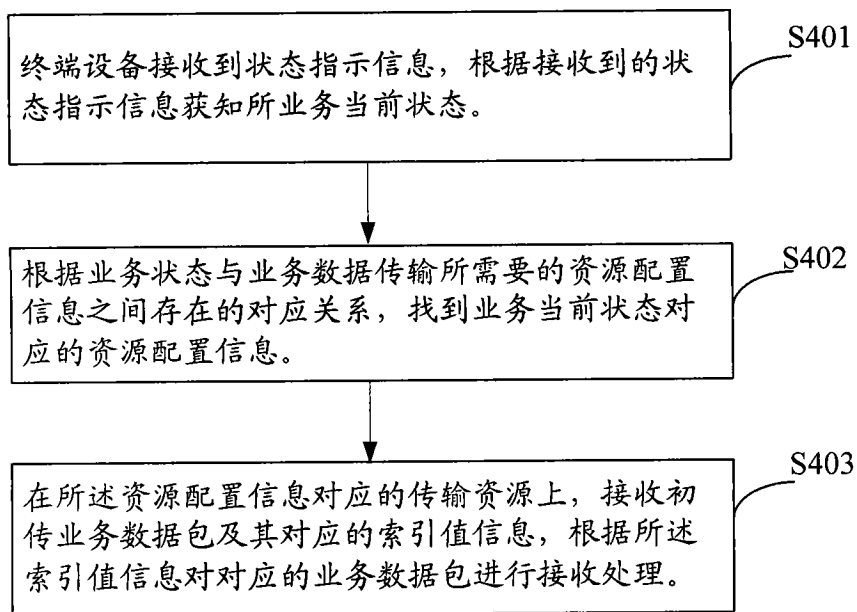 终端设备接收到状态指示信息，根据接收到的状
态指示信息获知所业务当前状态。
S401
根据业务状态与业务数据传输所需要的资源配置
信息之间存在的对应关系，找到业务当前状态对
应的资源配置信息。
S402
在所述资源配置信息对应的传输资源上，接收初
传业务数据包及其对应的索引值信息，根据所述
索引值信息对对应的业务数据包进行接收处理。
S403